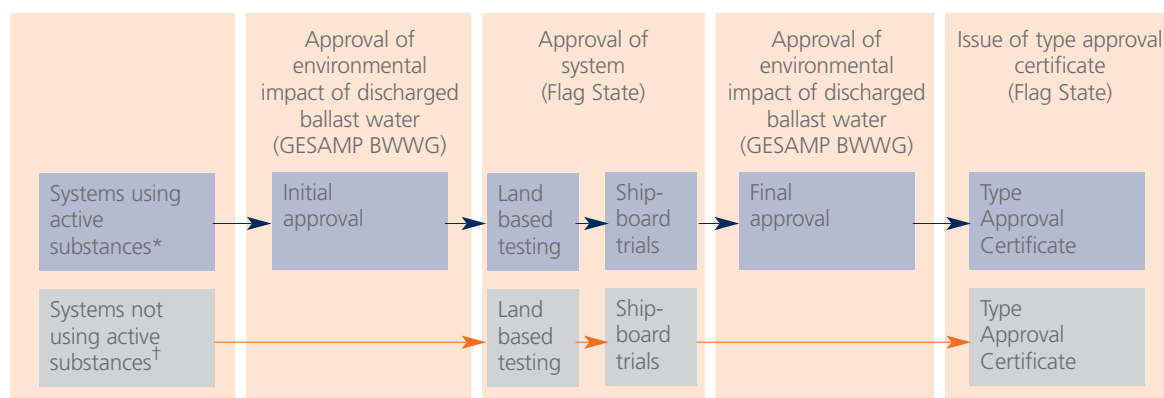 Approval of
environmental
impact of discharged
ballast water
(GESAMP BWWG)
Approval of
system
(Flag State)
Approval of
environmental
impact of discharged
ballast water
(GESAMP BWWG)
Issue of type approval
certificate
(Flag State)
Systems using
active
substances*
Initial
approval
Land
based
testing
Ship-
board
trials
Final
approval
Type
Approval
Certificate
Systems not
using active
substances†
Land
based
testing
Ship-
board
trials
Type
Approval
Certificate